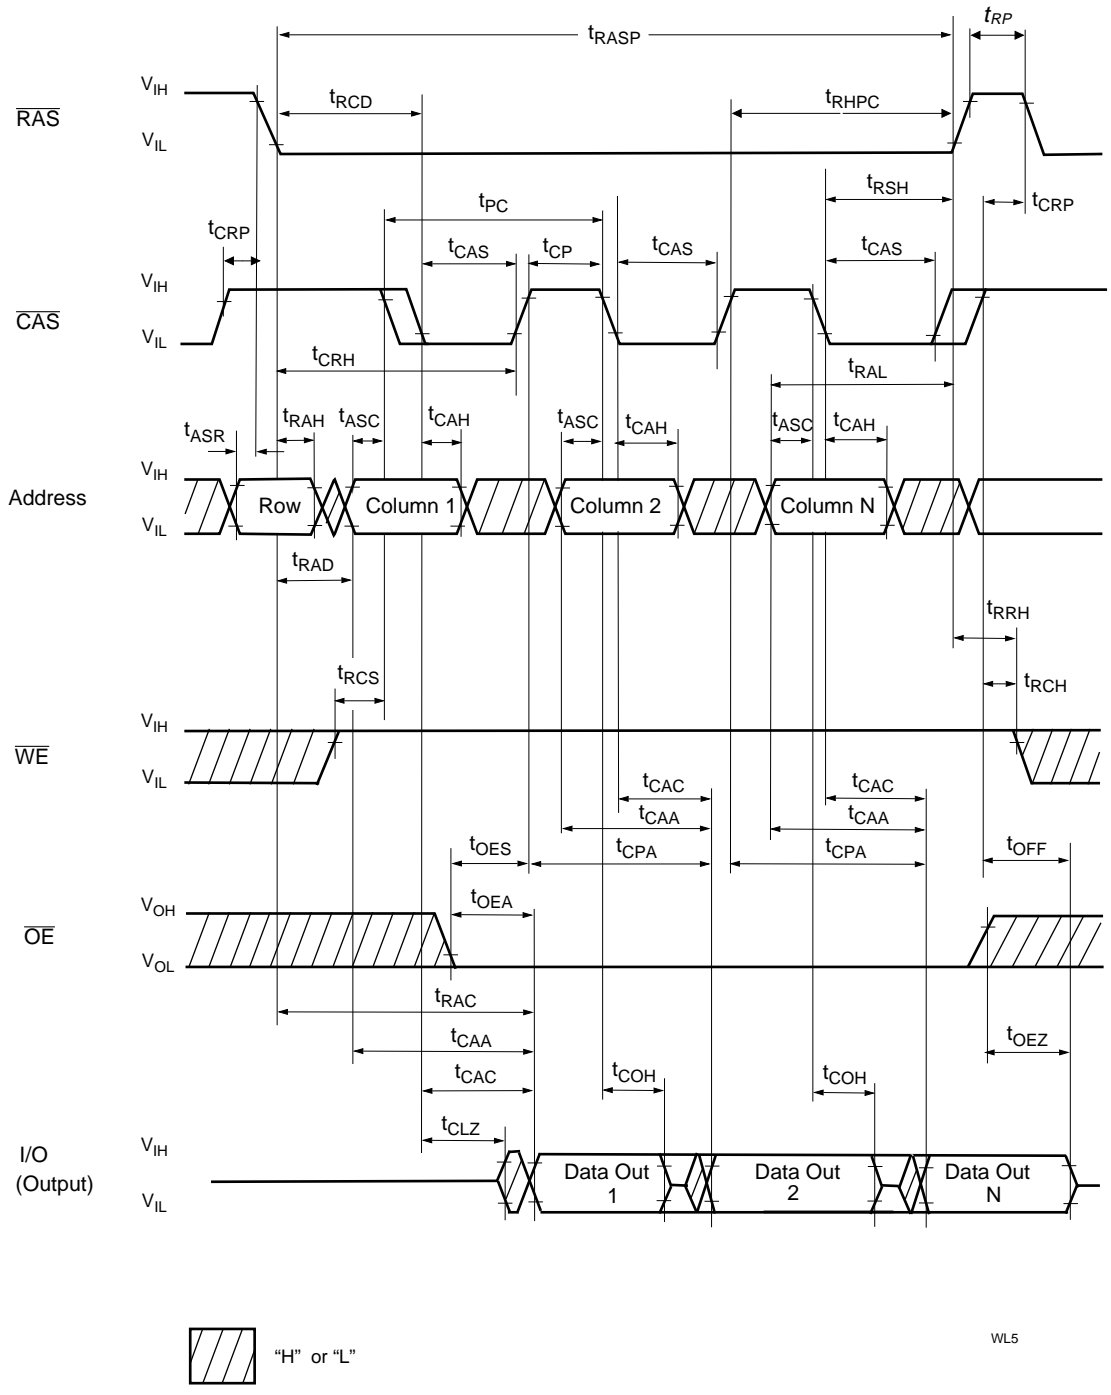 tRASP
tRP
VIH
tRCD
tRHPC
RAS
VIL
tRSH
tPC
tCRP
tCRP
tCAS
tCP
tCAS
tCAS
VIH
CAS
VIL
tCRH
tRAL
tASR
tRAH
tASC
tCAH
tASC
tCAH
tASC
tCAH
VIH
Address
Row
Column 1
Column 2
Column N
VIL
tRAD
tRRH
tRCS
tRCH
VIH
WE
VIL
tCAC
tCAC
tCAA
tCAA
tOES
tCPA
tCPA
tOFF
tOEA
VOH
OE
VOL
tRAC
tCAA
tOEZ
tCAC
tCOH
tCOH
tCLZ
VIH
I/O
(Output)
Data Out
1
Data Out
2
Data Out
N
VIL
WL5
“H” or “L”